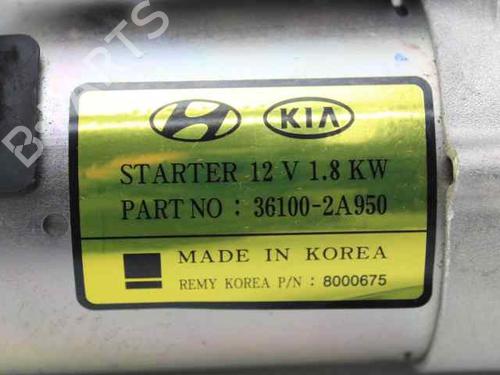 KIA
STARTER 12 V 1.8 KW
PART NO : 36100-2A950
MADE IN KOREA
REMY KOREA P/N : 8000675